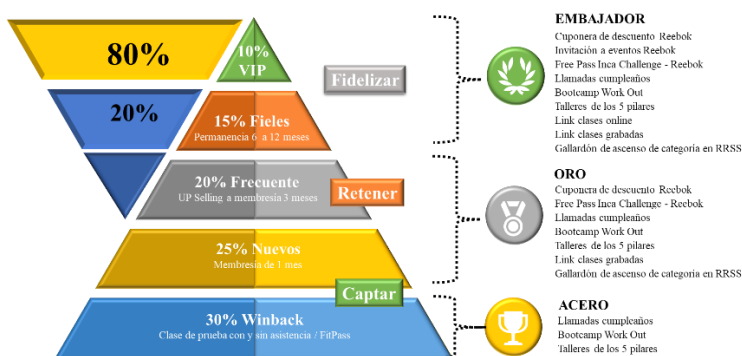 80%
20%
10%
VIP
15% Fieles
Permanencia 6 a 12 meses
20% Frecuente
UP Selling a membresía 3 meses
25% Nuevos
Membresía de 1 mes
30% Winback
Clase de prueba con y sin asistencia / FitPass
Fidelizar
Retener
Captar
EMBAJADOR
Cuponera de descuento Reebok
Invitación a eventos Reebok
Free Pass Inca Challenge - Reebok
Llamadas cumpleaños
Bootcamp Work Out
Talleres de los 5 pilares
Link clases online
Link clases grabadas
Gallardón de ascenso de categoría en RRSS
ORO
Cuponera de descuento Reebok
Free Pass Inca Challenge - Reebok
Llamadas cumpleaños
Bootcamp Work Out
Talleres de los 5 pilares
Link clases grabadas
Gallardón de ascenso de categoría en RRSS
ACERO
Llamadas cumpleaños
Bootcamp Work Out
Talleres de los 5 pilares